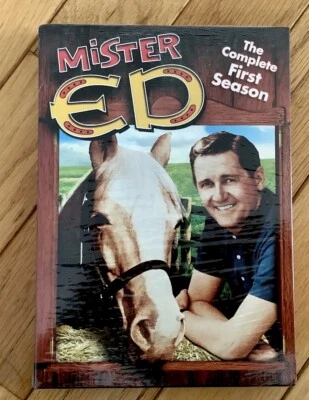 MiSTER
ED
The
Complete
First
Season